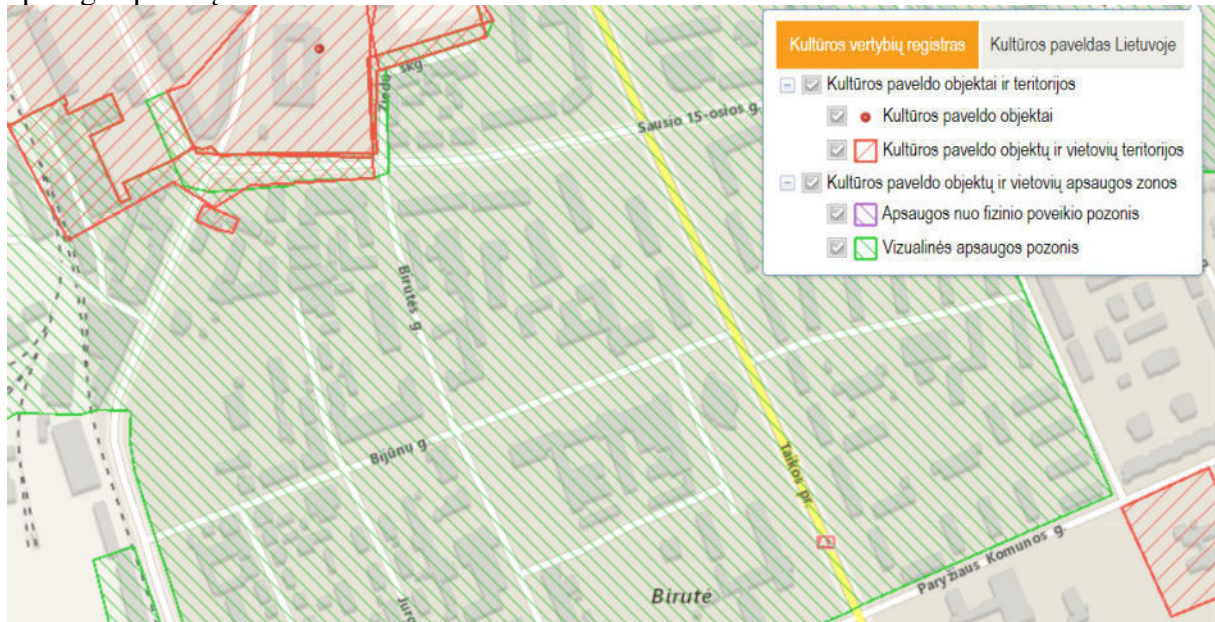 Kultūros vertybių registras
Kultūros paveldas Lietuvoje
Kultūros paveldo objektai ir teritorijos
Kultūros paveldo objektai
Kultūros paveldo objektų ir vietovių teritorijos
Kultūros paveldo objektų ir vietovių apsaugos zonos
Apsaugos nuo fizinio poveikio pozonis
Vizualinės apsaugos pozonis
Žiedų skg.
Sausio 15-osios g.
Birutės g.
Bijūnų g.
Taikos pr.
Paryžiaus Komunos g.
Birutė